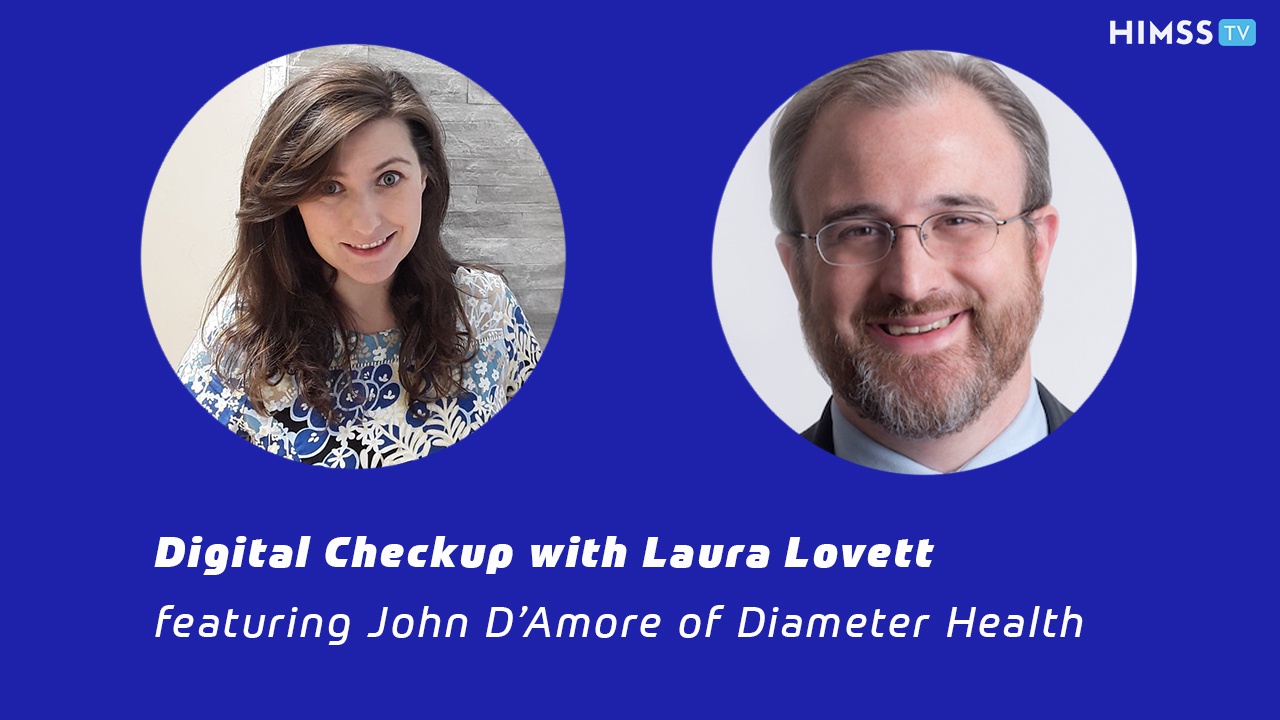 HIMSS TV
Digital Checkup with Laura Lovett
featuring John D’Amore of Diameter Health